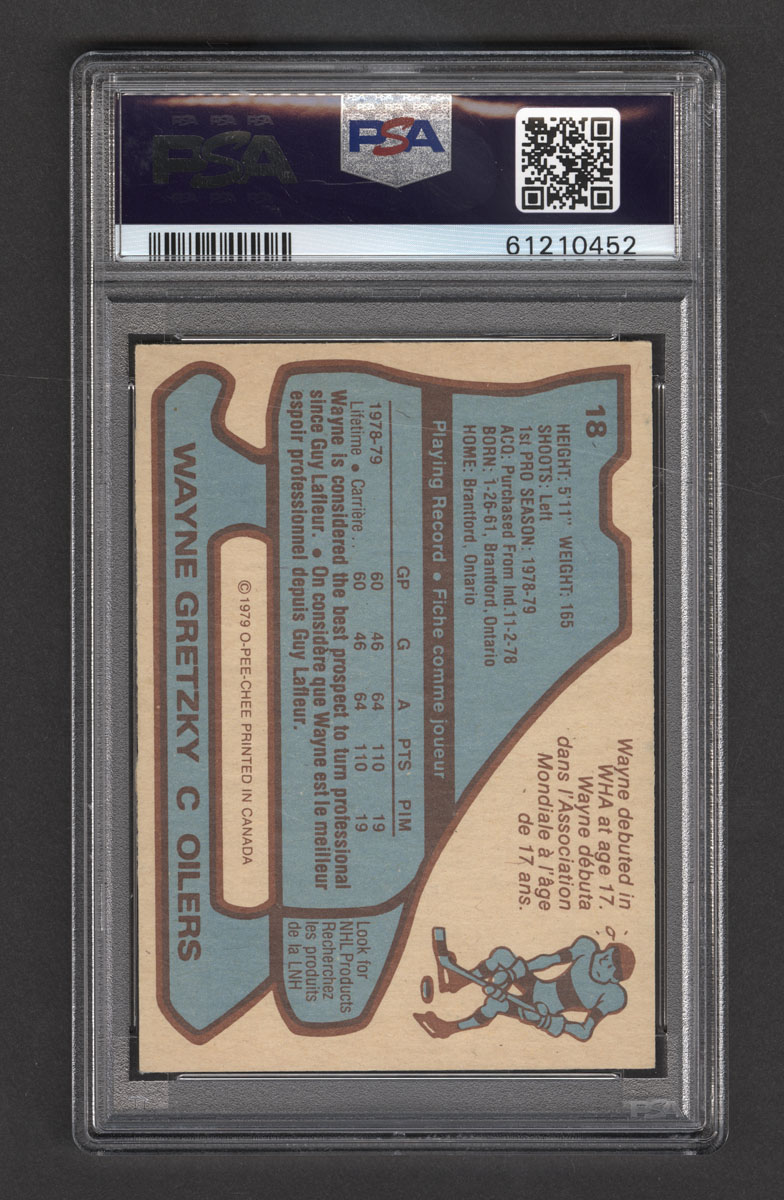 PSA PSA PSA
PSA
PSA
61210452
18
HEIGHT: 5'11" WEIGHT: 165
SHOOTS: Left
1st PRO SEASON: 1978-79
ACQ: Purchased From Ind. 11-2-78
BORN: 1-26-61, Brantford, Ontario
HOME: Brantford, Ontario
Wayne debuted in
WHA at age 17.
Wayne débuta
dans l'Association
Mondiale à l'âge
de 17 ans.
Playing Record • Fiche comme joueur
GP G A PTS PIM
1978-79 60 46 64 110 19
Lifetime • Carrière ... 60 46 64 110 19
Wayne is considered the best prospect to turn professional
since Guy Lafleur. • On considère que Wayne est le meilleur
espoir professionnel depuis Guy Lafleur.
Look for
NHL Products
Recherchez
les produits
de la LNH
© 1979 O-PEE-CHEE PRINTED IN CANADA
WAYNE GRETZKY C OILERS
PSA